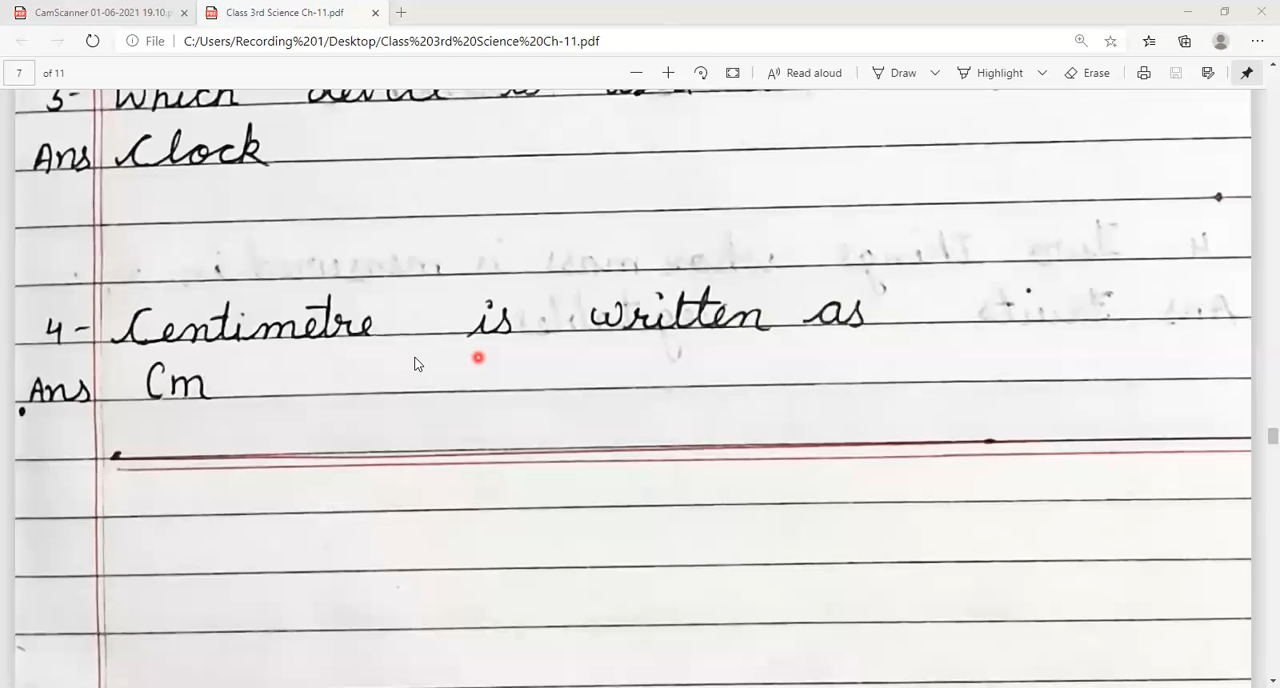 CamScanner 01-06-2021 19.10.p
Class 3rd Science Ch-11.pdf
File
C:/Users/Recording%201/Desktop/Class%203rd%20Science%20Ch-11.pdf
7 of 11
Read aloud
Draw
Highlight
Erase
3- Which
Ans Clock
4- Centimetre is written as
Ans Cm